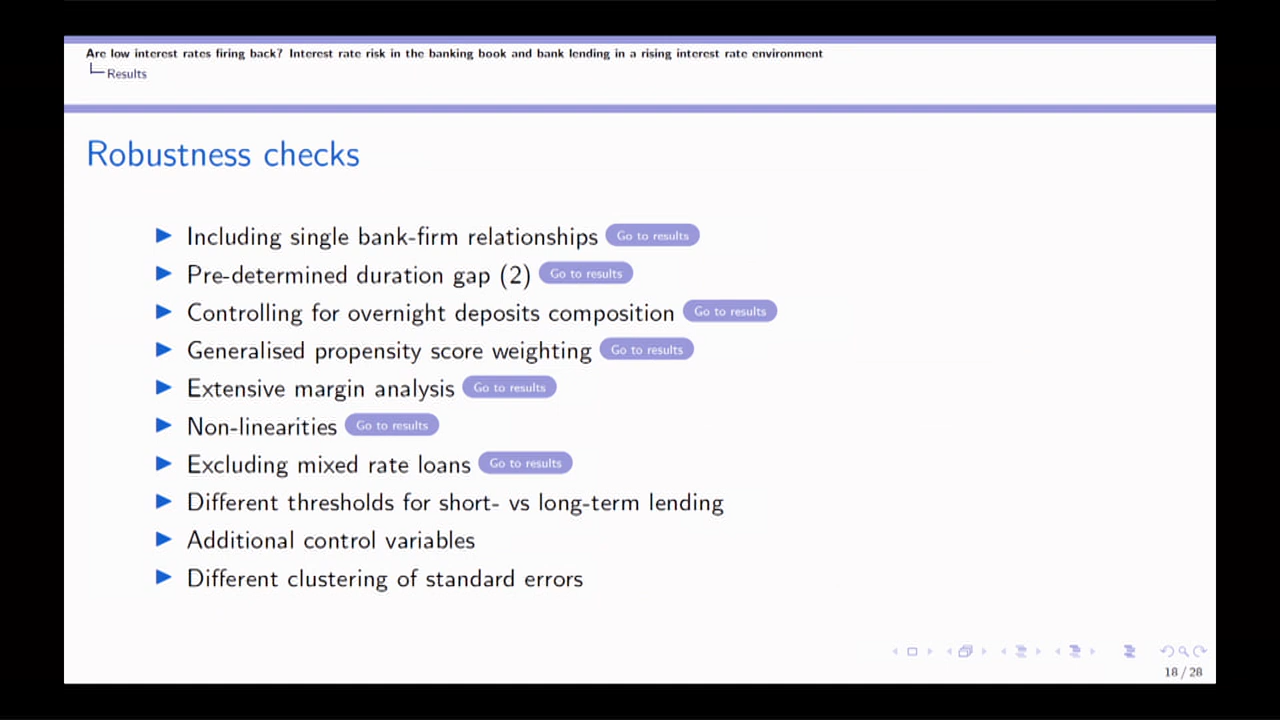 Are low interest rates firing back? Interest rate risk in the banking book and bank lending in a rising interest rate environment
Results
Robustness checks
Including single bank-firm relationships Go to results
Pre-determined duration gap (2) Go to results
Controlling for overnight deposits composition Go to results
Generalised propensity score weighting Go to results
Extensive margin analysis Go to results
Non-linearities Go to results
Excluding mixed rate loans Go to results
Different thresholds for short- vs long-term lending
Additional control variables
Different clustering of standard errors
18 / 28